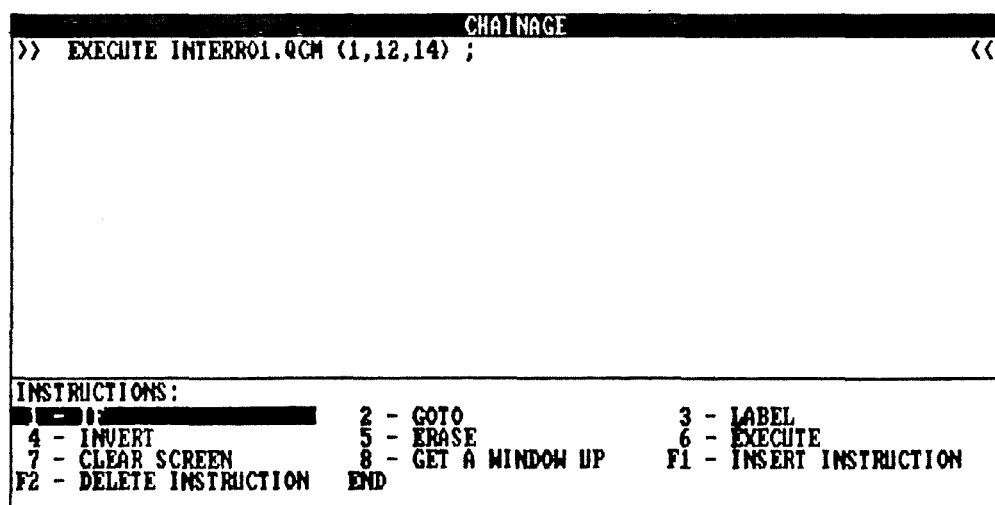 CHAINAGE
>> EXECUTE INTERRO1.QCM (1,12,14) ; <<
INSTRUCTIONS:
2 - GOTO 3 - LABEL
4 - INVERT 5 - ERASE 6 - EXECUTE
7 - CLEAR SCREEN 8 - GET A WINDOW UP F1 - INSERT INSTRUCTION
F2 - DELETE INSTRUCTION END